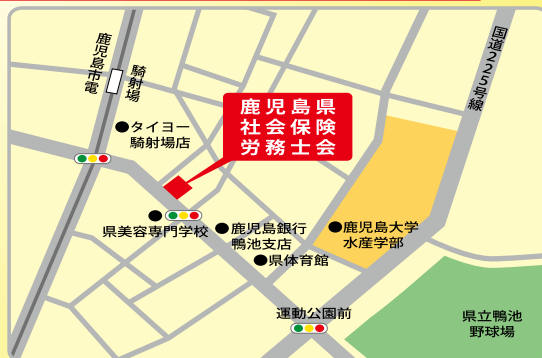 鹿児島市電
騎射場
国道225号線
鹿児島県
社会保険
労務士会
タイヨー
騎射場店
県美容専門学校
鹿児島銀行
鴨池支店
県体育館
鹿児島大学
水産学部
運動公園前
県立鴨池
野球場